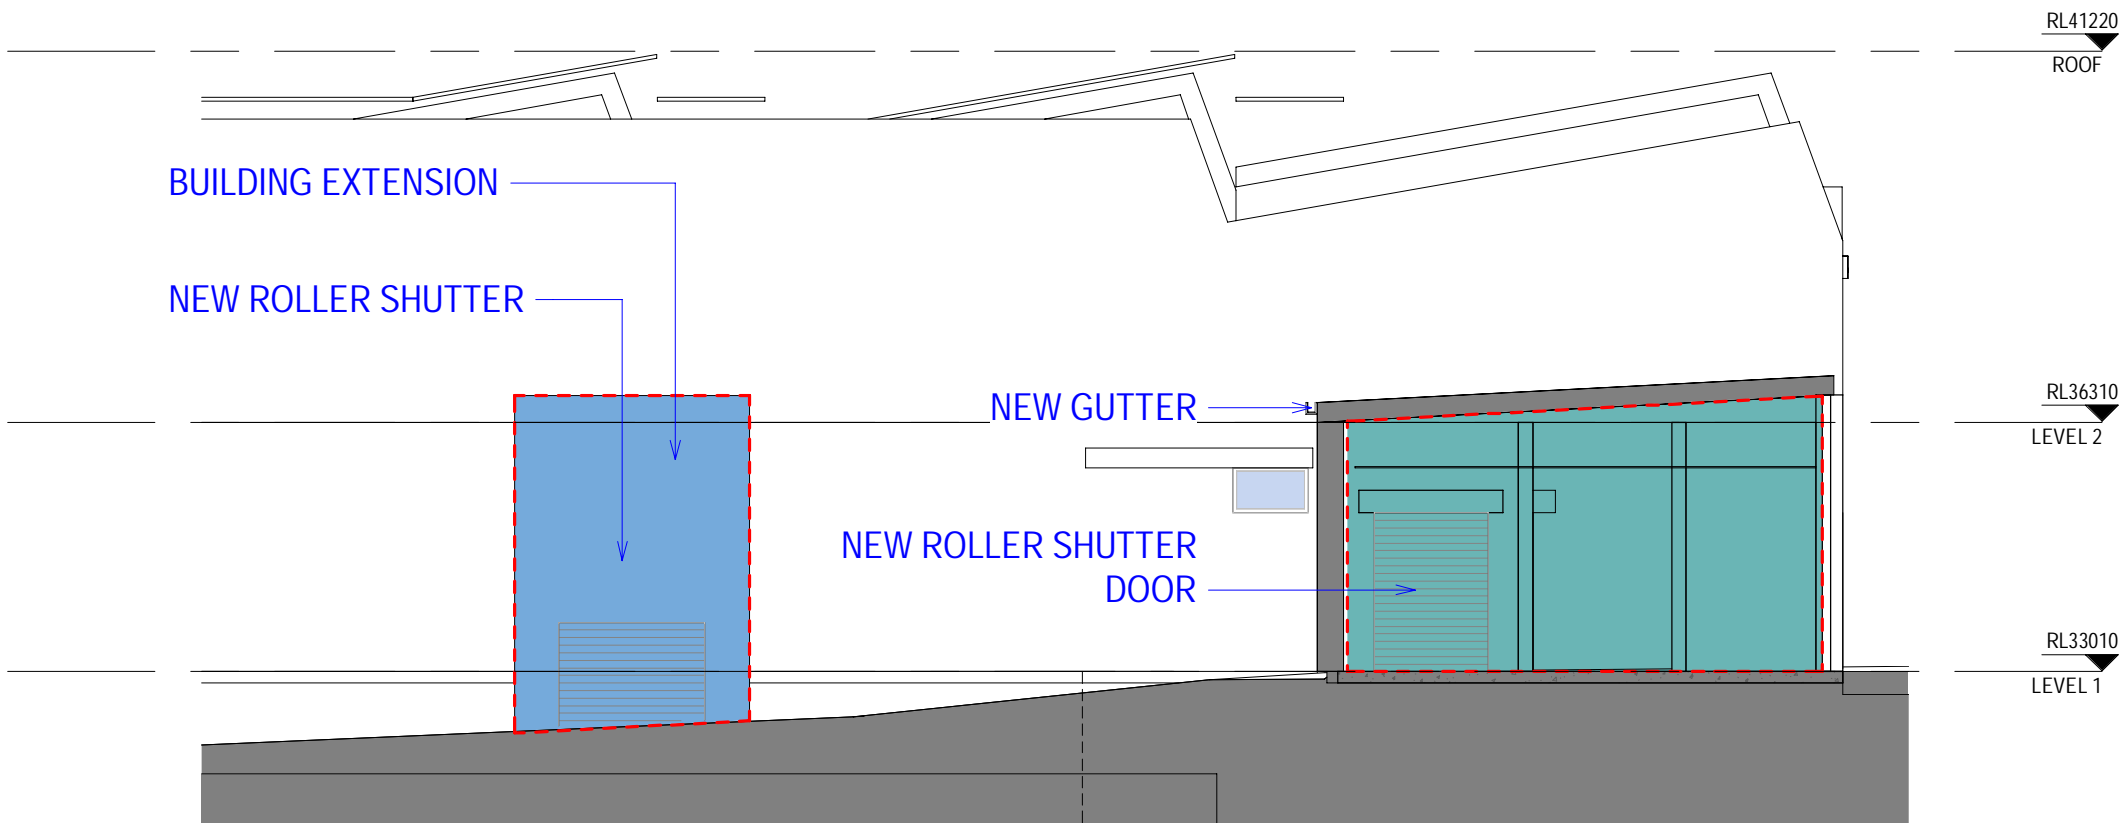 RL41220
ROOF
BUILDING EXTENSION
NEW ROLLER SHUTTER
NEW GUTTER
RL36310
LEVEL 2
NEW ROLLER SHUTTER
DOOR
RL33010
LEVEL 1